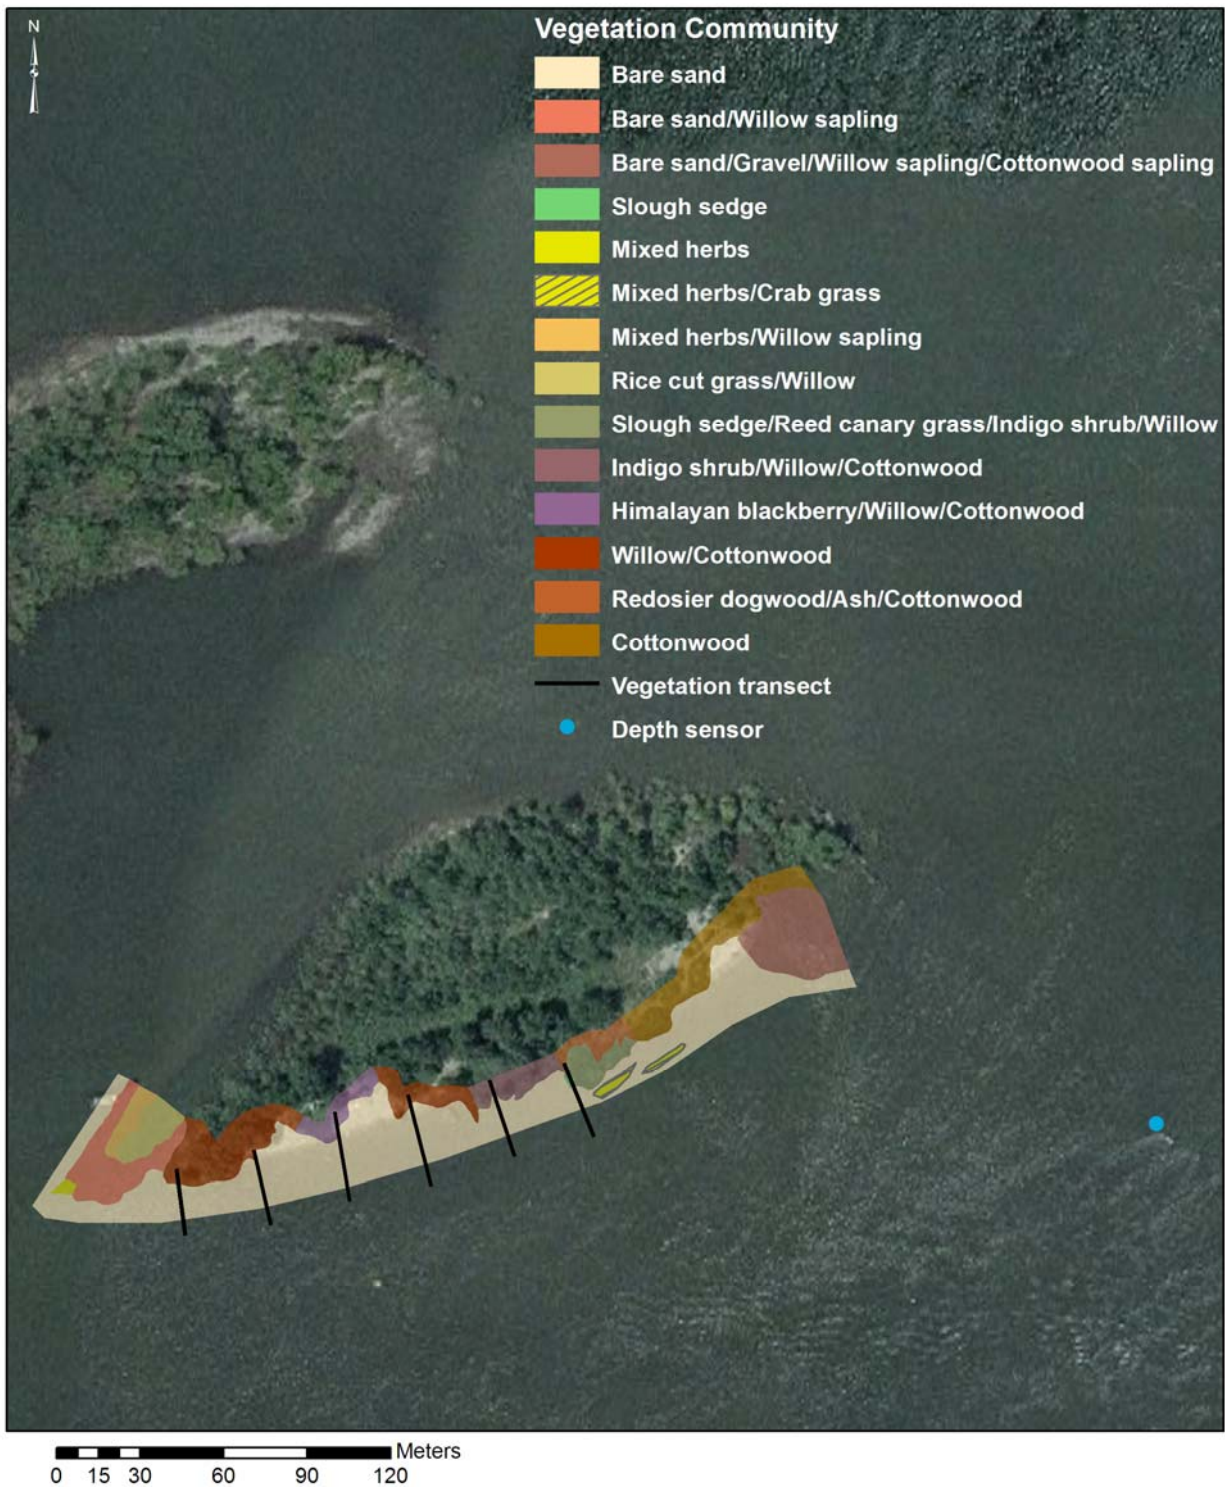 N
Vegetation Community
Bare sand
Bare sand/Willow sapling
Bare sand/Gravel/Willow sapling/Cottonwood sapling
Slough sedge
Mixed herbs
Mixed herbs/Crab grass
Mixed herbs/Willow sapling
Rice cut grass/Willow
Slough sedge/Reed canary grass/Indigo shrub/Willow
Indigo shrub/Willow/Cottonwood
Himalayan blackberry/Willow/Cottonwood
Willow/Cottonwood
Redosier dogwood/Ash/Cottonwood
Cottonwood
Vegetation transect
Depth sensor
Meters
0 15 30 60 90 120